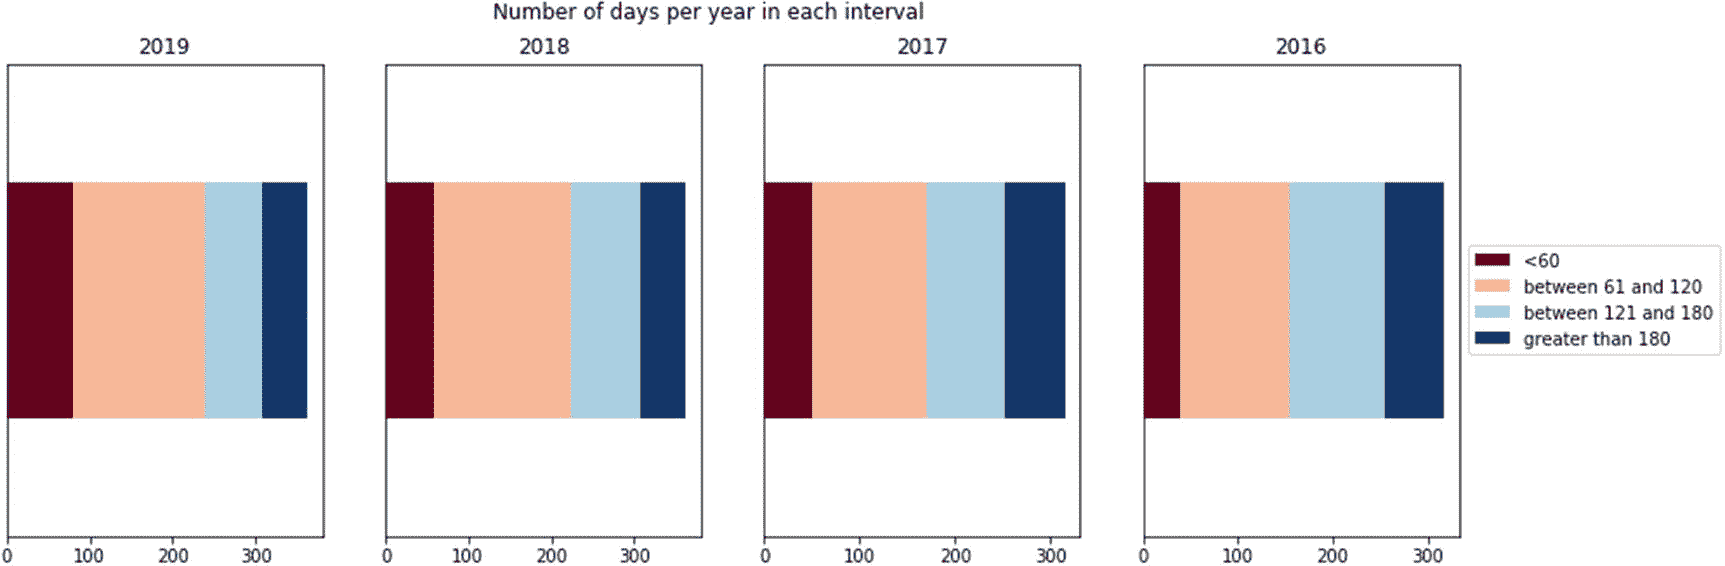 Number of days per year in each interval
2019
2018
2017
2016
0 100 200 300
0 100 200 300
0 100 200 300
0 100 200 300
<60
between 61 and 120
between 121 and 180
greater than 180